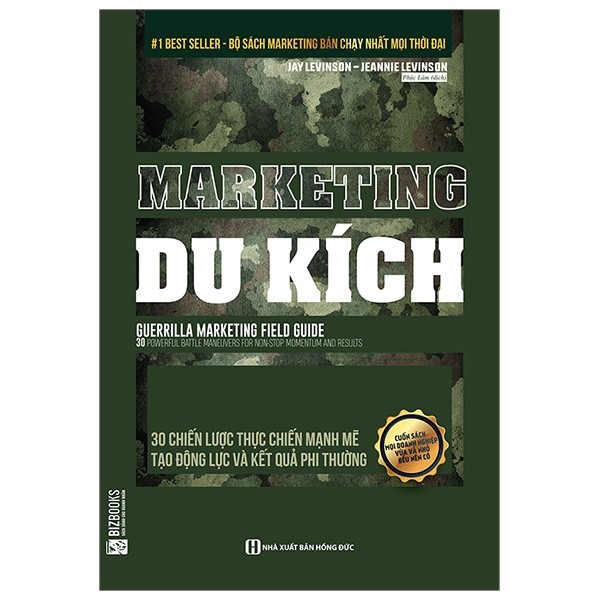 #1 BEST SELLER - BỘ SÁCH MARKETING BÁN CHẠY NHẤT MỌI THỜI ĐẠI
JAY LEVINSON – JEANNIE LEVINSON
Phúc Lâm (dịch)
MARKETING
DU KÍCH
GUERRILLA MARKETING FIELD GUIDE
30 POWERFUL BATTLE MANEUVERS FOR NON-STOP MOMENTUM AND RESULTS
30 CHIẾN LƯỢC THỰC CHIẾN MẠNH MẼ
TẠO ĐỘNG LỰC VÀ KẾT QUẢ PHI THƯỜNG
CUỐN SÁCH
MỌI DOANH NGHIỆP
VỪA VÀ NHỎ
ĐỀU NÊN CÓ
BIZBOOKS
NHÀ XUẤT BẢN HỒNG ĐỨC